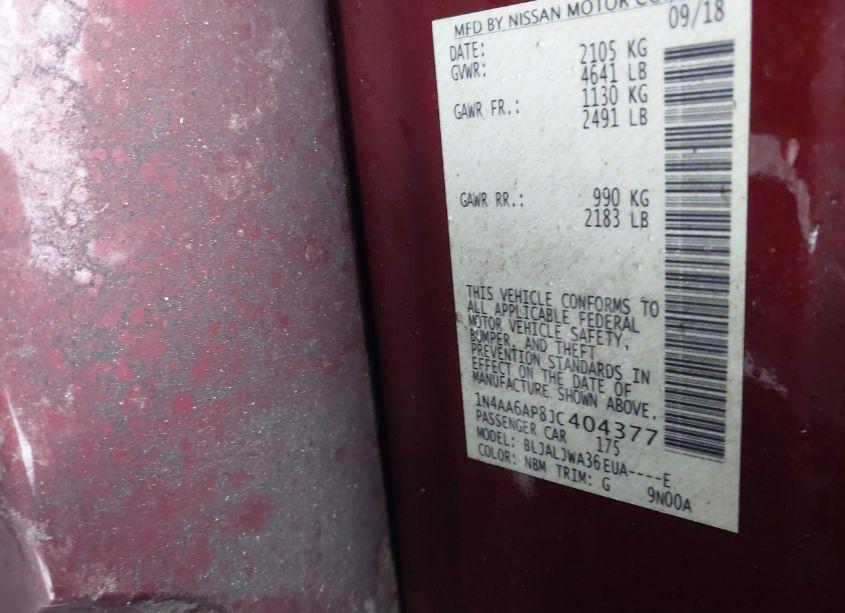 MFD BY NISSAN MOTOR CO
DATE: 09/18
GVWR: 2105 KG
4641 LB
GAWR FR.: 1130 KG
2491 LB
GAWR RR.: 990 KG
2183 LB
THIS VEHICLE CONFORMS TO
ALL APPLICABLE FEDERAL
MOTOR VEHICLE SAFETY,
BUMPER, AND THEFT
PREVENTION STANDARDS IN
EFFECT ON THE DATE OF
MANUFACTURE SHOWN ABOVE.
1N4AA6AP8JC404377
PASSENGER CAR 175
MODEL: BLJALJWA36EUA----E
COLOR: NBM TRIM: G 9N00A